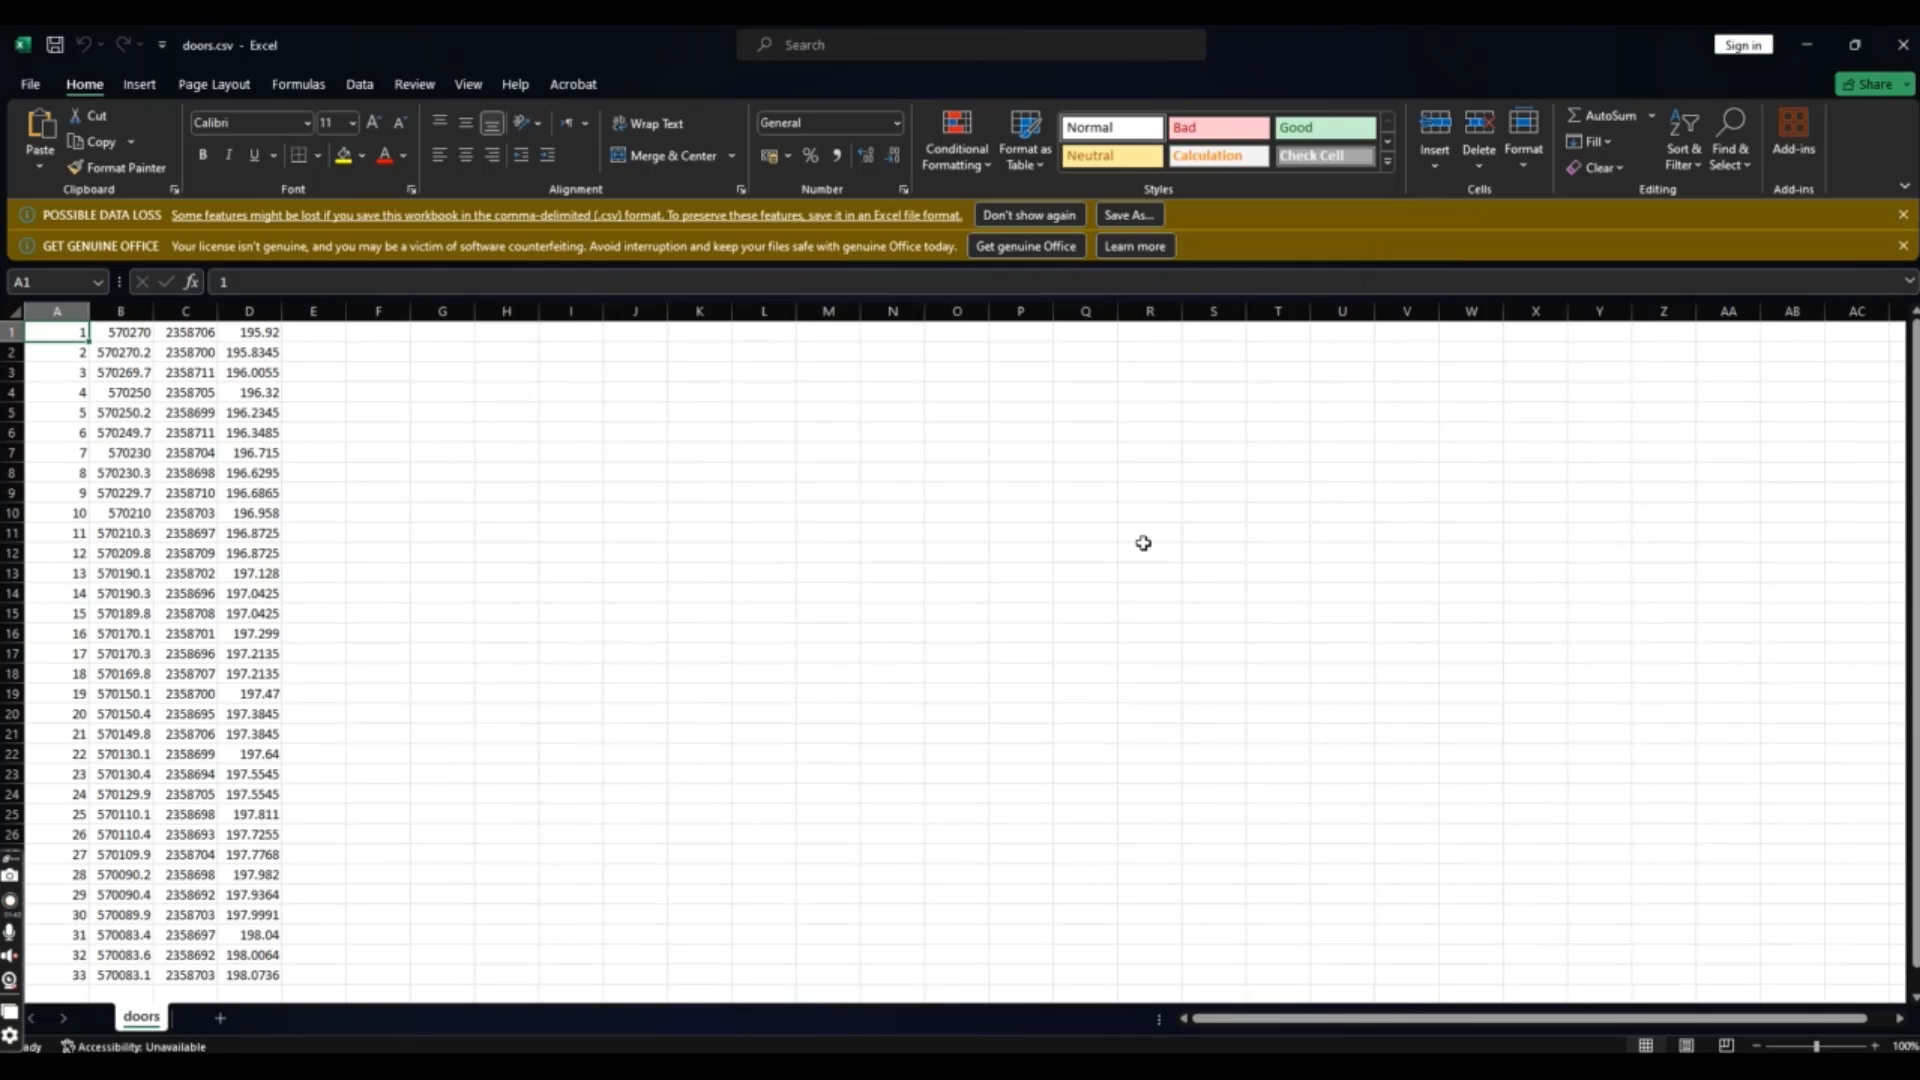 doors.csv - Excel
Search
Sign in
File Home Insert Page Layout Formulas Data Review View Help Acrobat
Share
Paste
Cut
Copy
Format Painter
Clipboard
Calibri 11
B I U
Font
Wrap Text
Merge & Center
Alignment
General
Number
Conditional Formatting
Format as Table
Normal Bad Good
Neutral Calculation Check Cell
Styles
Insert Delete Format
Cells
AutoSum
Fill
Clear
Sort & Filter
Find & Select
Editing
Add-ins
Add-ins
POSSIBLE DATA LOSS Some features might be lost if you save this workbook in the comma-delimited (.csv) format. To preserve these features, save it in an Excel file format. Don't show again Save As...
GET GENUINE OFFICE Your license isn't genuine, and you may be a victim of software counterfeiting. Avoid interruption and keep your files safe with genuine Office today. Get genuine Office Learn more
A1 fx 1
A B C D E F G H I J K L M N O P Q R S T U V W X Y Z AA AB AC
1 1 570270 2358706 195.92
2 2 570270.2 2358700 195.8345
3 3 570269.7 2358711 196.0055
4 4 570250 2358705 196.32
5 5 570250.2 2358699 196.2345
6 6 570249.7 2358711 196.3485
7 7 570230 2358704 196.715
8 8 570230.3 2358698 196.6295
9 9 570229.7 2358710 196.6865
10 10 570210 2358703 196.958
11 11 570210.3 2358697 196.8725
12 12 570209.8 2358709 196.8725
13 13 570190.1 2358702 197.128
14 14 570190.3 2358696 197.0425
15 15 570189.8 2358708 197.0425
16 16 570170.1 2358701 197.299
17 17 570170.3 2358696 197.2135
18 18 570169.8 2358707 197.2135
19 19 570150.1 2358700 197.47
20 20 570150.4 2358695 197.3845
21 21 570149.8 2358706 197.3845
22 22 570130.1 2358699 197.64
23 23 570130.4 2358694 197.5545
24 24 570129.9 2358705 197.5545
25 25 570110.1 2358698 197.811
26 26 570110.4 2358693 197.7255
27 570109.9 2358704 197.7768
28 570090.2 2358698 197.982
29 570090.4 2358692 197.9364
30 570089.9 2358703 197.9991
31 570083.4 2358697 198.04
32 570083.6 2358692 198.0064
33 570083.1 2358703 198.0736
doors
ady Accessibility: Unavailable
100%